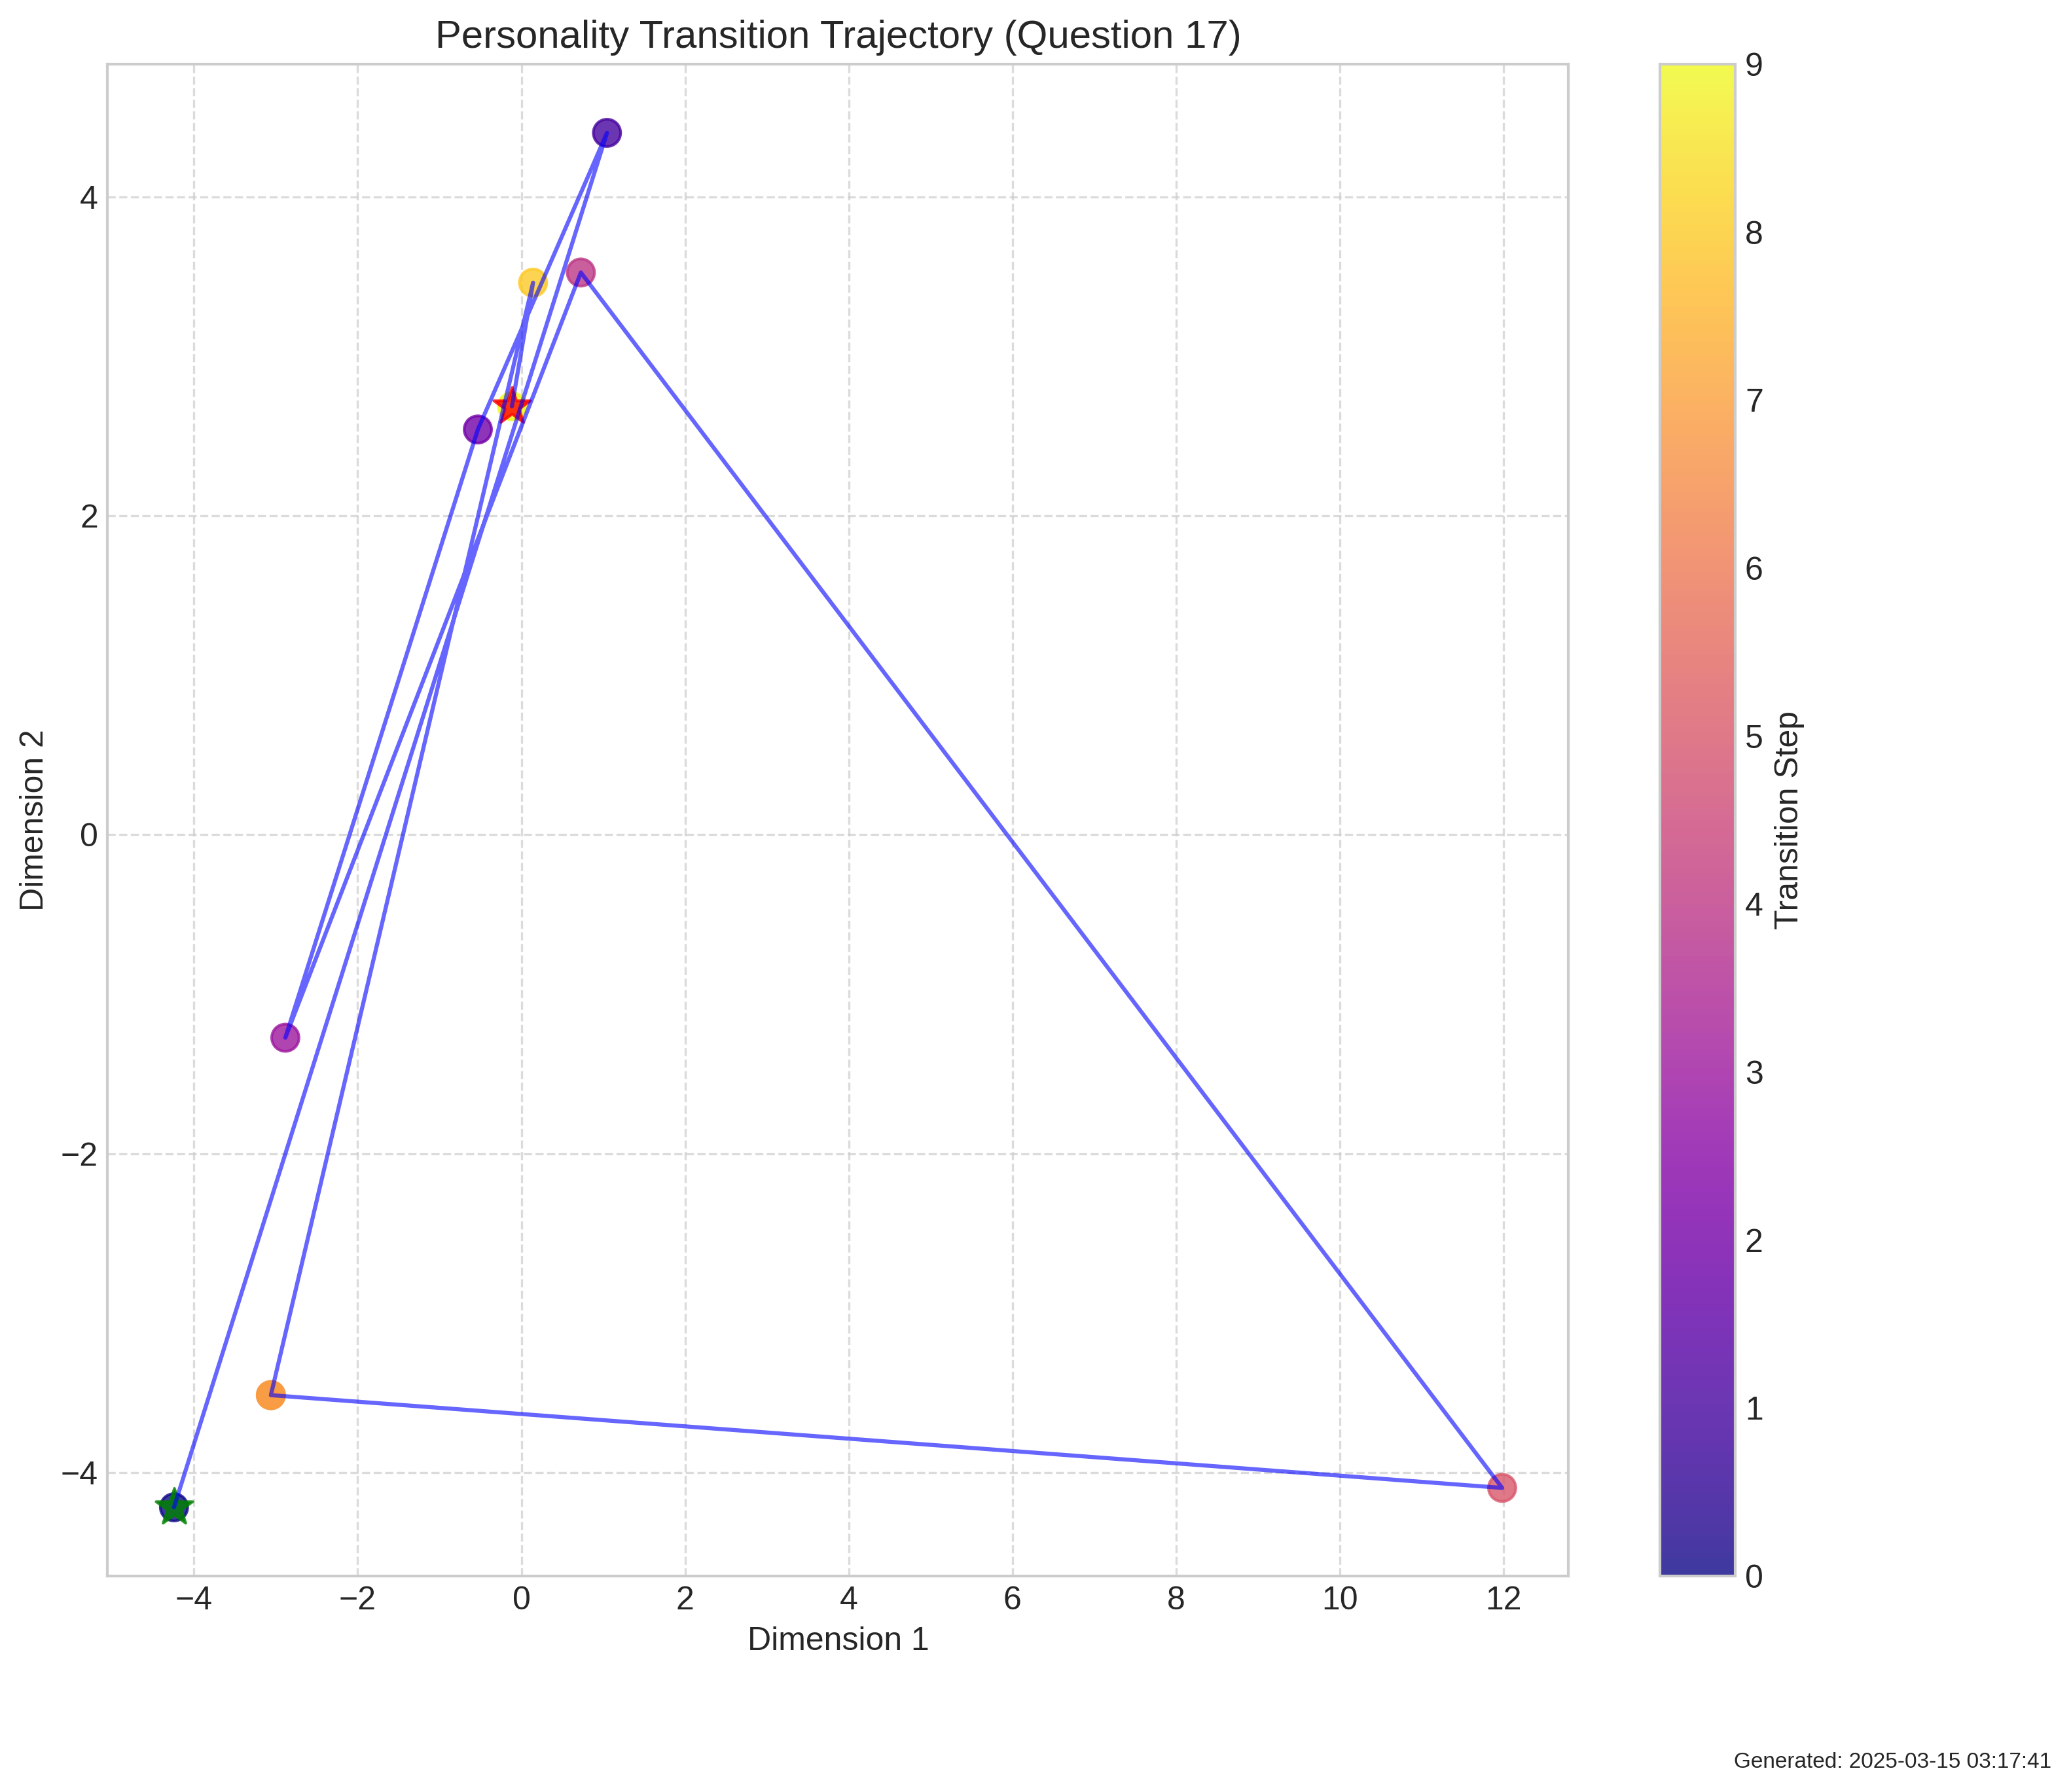 Personality Transition Trajectory (Question 17)
4
2
0
−2
−4
Dimension 2
−4 −2 0 2 4 6 8 10 12
Dimension 1
9
8
7
6
5
4
3
2
1
0
Transition Step
Generated: 2025-03-15 03:17:41